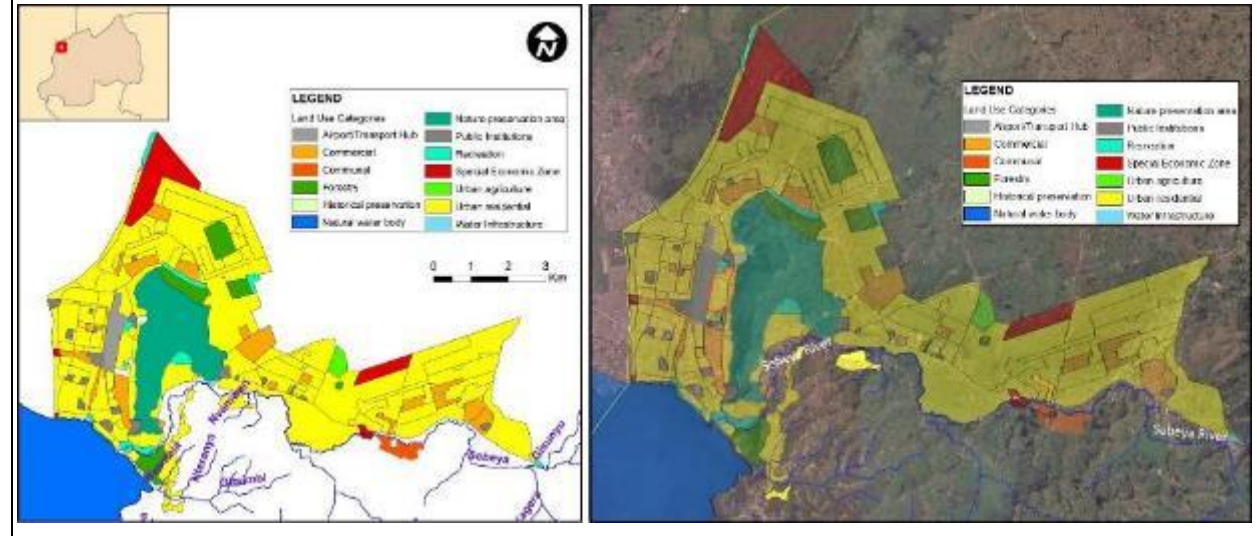 N
LEGEND
Land Use Categories
Airport/Transport Hub
Commercial
Communal
Forestry
Historical preservation
Natural water body
Nature preservation area
Public Institutions
Recreation
Special Economic Zone
Urban agriculture
Urban residential
Water Infrastructure
0 1 2 3
Km
Sebeya
LEGEND
Land Use Categories
Airport/Transport Hub
Commercial
Communal
Forestry
Historical preservation
Natural water body
Nature preservation area
Public Institutions
Recreation
Special Economic Zone
Urban agriculture
Urban residential
Water Infrastructure
Sebeya River
Sebeya River